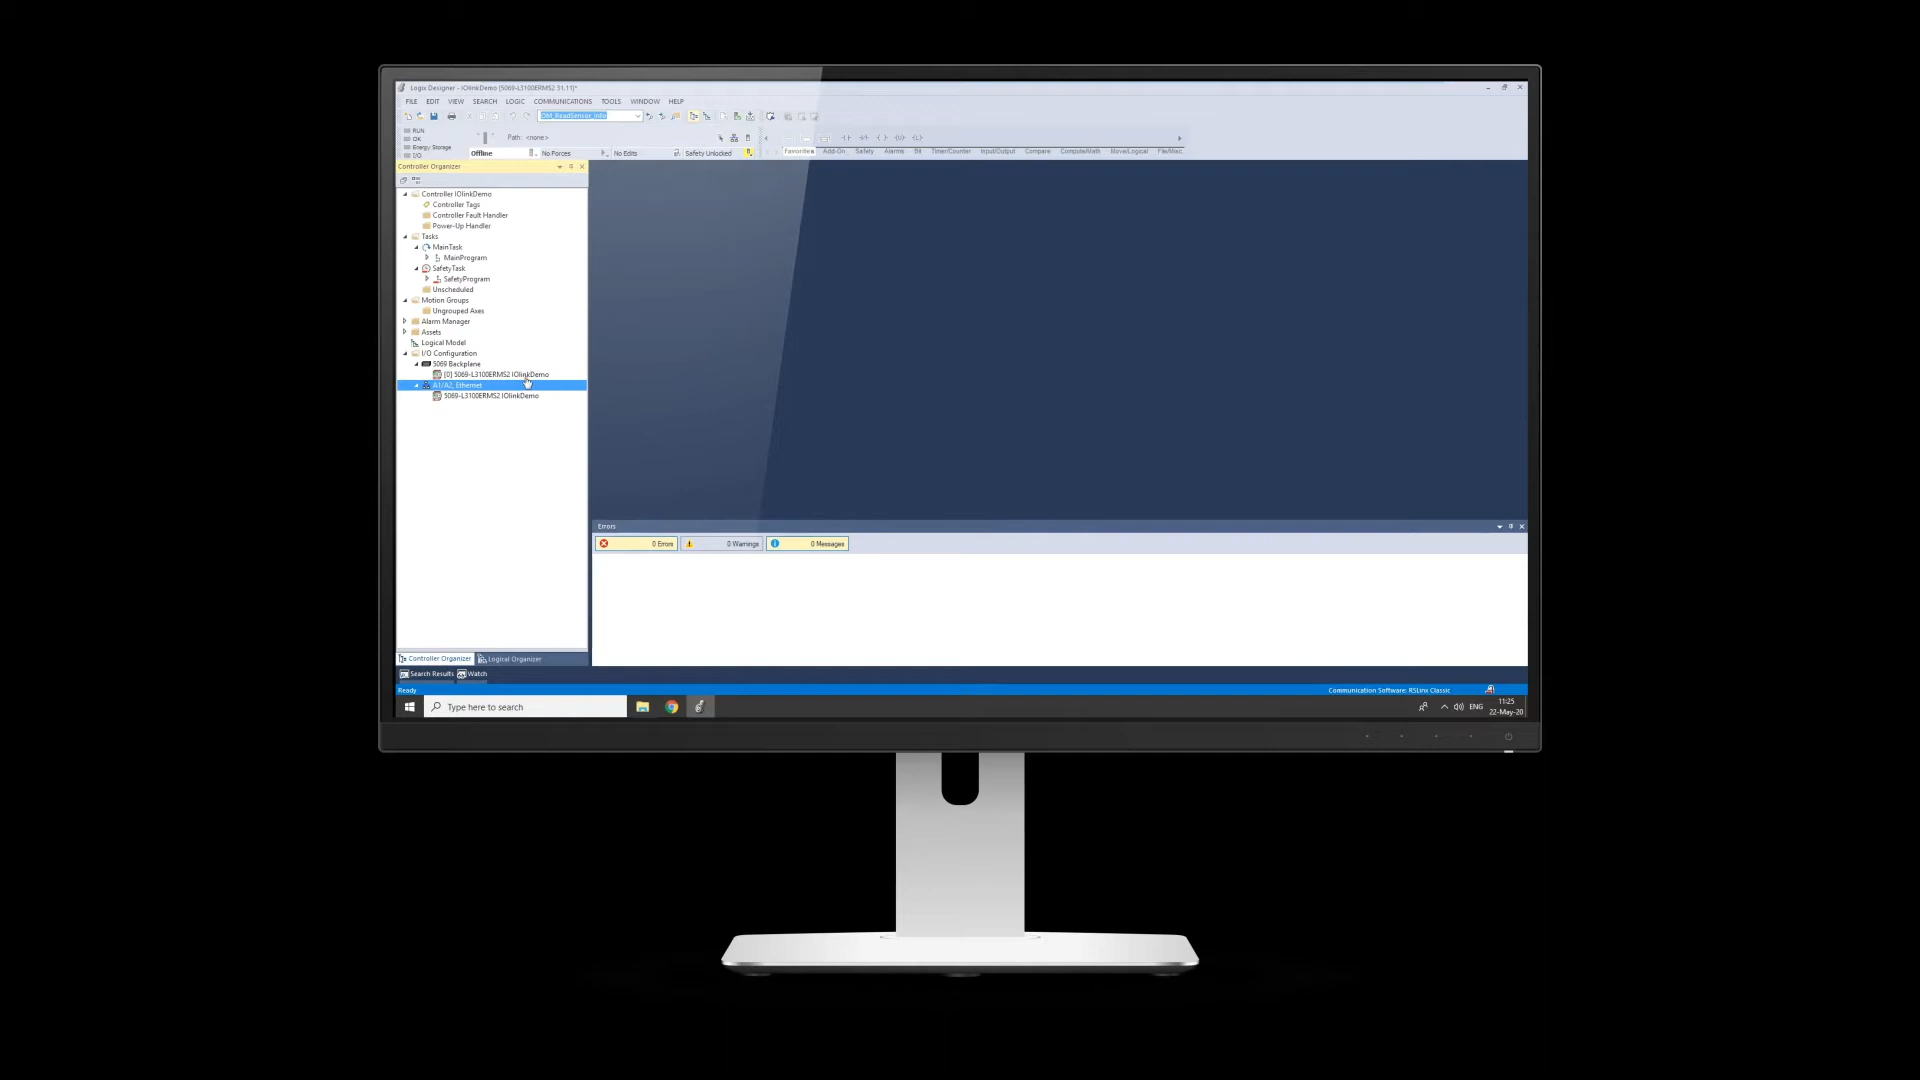 Logix Designer - IOlinkDemo [5069-L3100ERMS2 31.11]*
FILE EDIT VIEW SEARCH LOGIC COMMUNICATIONS TOOLS WINDOW HELP
OM_ReadSensor_Info
RUN
OK
Energy Storage
I/O
Path: <none>
Offline No Forces No Edits Safety Unlocked
Favorites Add-On Safety Alarms Bit Timer/Counter Input/Output Compare Compute/Math Move/Logical File/Misc.
Controller Organizer
Controller IOlinkDemo
Controller Tags
Controller Fault Handler
Power-Up Handler
Tasks
MainTask
MainProgram
SafetyTask
SafetyProgram
Unscheduled
Motion Groups
Ungrouped Axes
Alarm Manager
Assets
Logical Model
I/O Configuration
5069 Backplane
[0] 5069-L3100ERMS2 IOlinkDemo
A1/A2, Ethernet
5069-L3100ERMS2 IOlinkDemo
Errors
0 Errors 0 Warnings 0 Messages
Controller Organizer Logical Organizer
Search Results Watch
Ready
Communication Software: RSLinx Classic
Type here to search
ENG
11:25
22-May-20